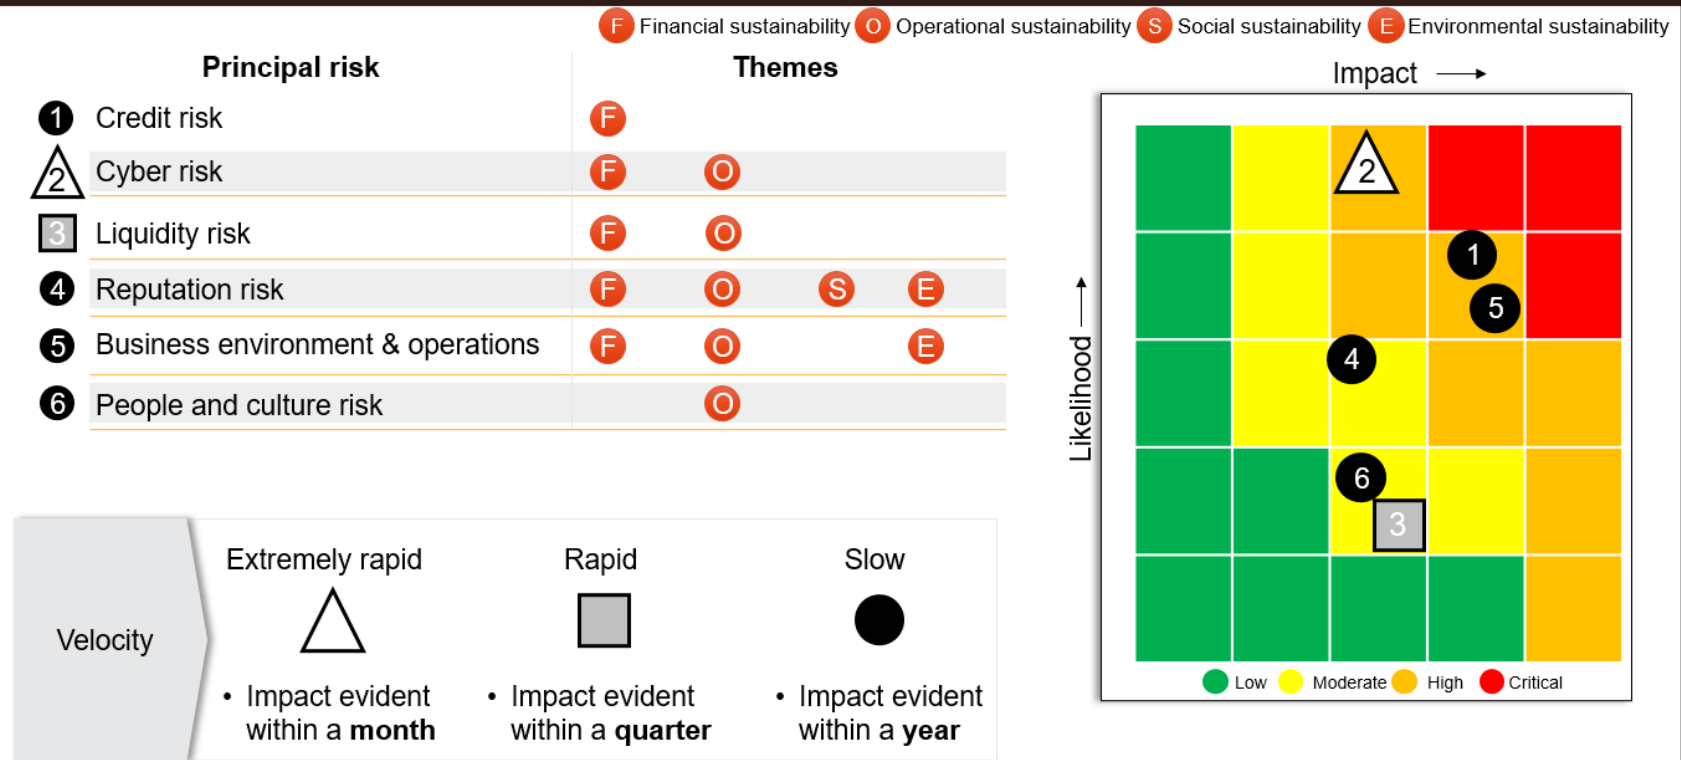 F Financial sustainability O Operational sustainability S Social sustainability E Environmental sustainability
Principal risk Themes
1 Credit risk F
2 Cyber risk F O
3 Liquidity risk F O
4 Reputation risk F O S E
5 Business environment & operations F O E
6 People and culture risk O
Velocity
Extremely rapid Rapid Slow
• Impact evident • Impact evident • Impact evident
within a month within a quarter within a year
Impact
Likelihood
2
1
5
4
6
3
Low Moderate High Critical